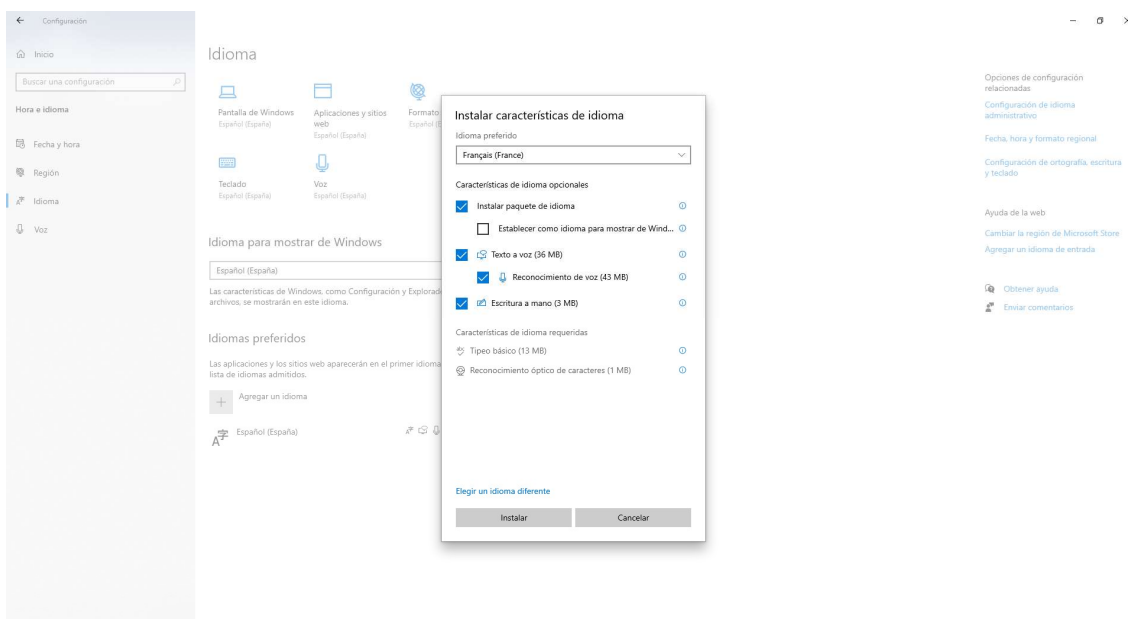 Configuración
Inicio
Buscar una configuración
Hora e idioma
Fecha y hora
Región
Idioma
Voz
Idioma
Pantalla de Windows
Español (España)
Aplicaciones y sitios
web
Español (España)
Formato
Español (E
Teclado
Español (España)
Voz
Español (España)
Idioma para mostrar de Windows
Español (España)
Las características de Windows, como Configuración y Explorad
archivos, se mostrarán en este idioma.
Idiomas preferidos
Las aplicaciones y los sitios web aparecerán en el primer idioma
lista de idiomas admitidos.
Agregar un idioma
Español (España)
Instalar características de idioma
Idioma preferido
Français (France)
Características de idioma opcionales
Instalar paquete de idioma
Establecer como idioma para mostrar de Wind...
Texto a voz (36 MB)
Reconocimiento de voz (43 MB)
Escritura a mano (3 MB)
Características de idioma requeridas
Tipeo básico (13 MB)
Reconocimiento óptico de caracteres (1 MB)
Elegir un idioma diferente
Instalar
Cancelar
Opciones de configuración
relacionadas
Configuración de idioma
administrativo
Fecha, hora y formato regional
Configuración de ortografía, escritura
y teclado
Ayuda de la web
Cambiar la región de Microsoft Store
Agregar un idioma de entrada
Obtener ayuda
Enviar comentarios